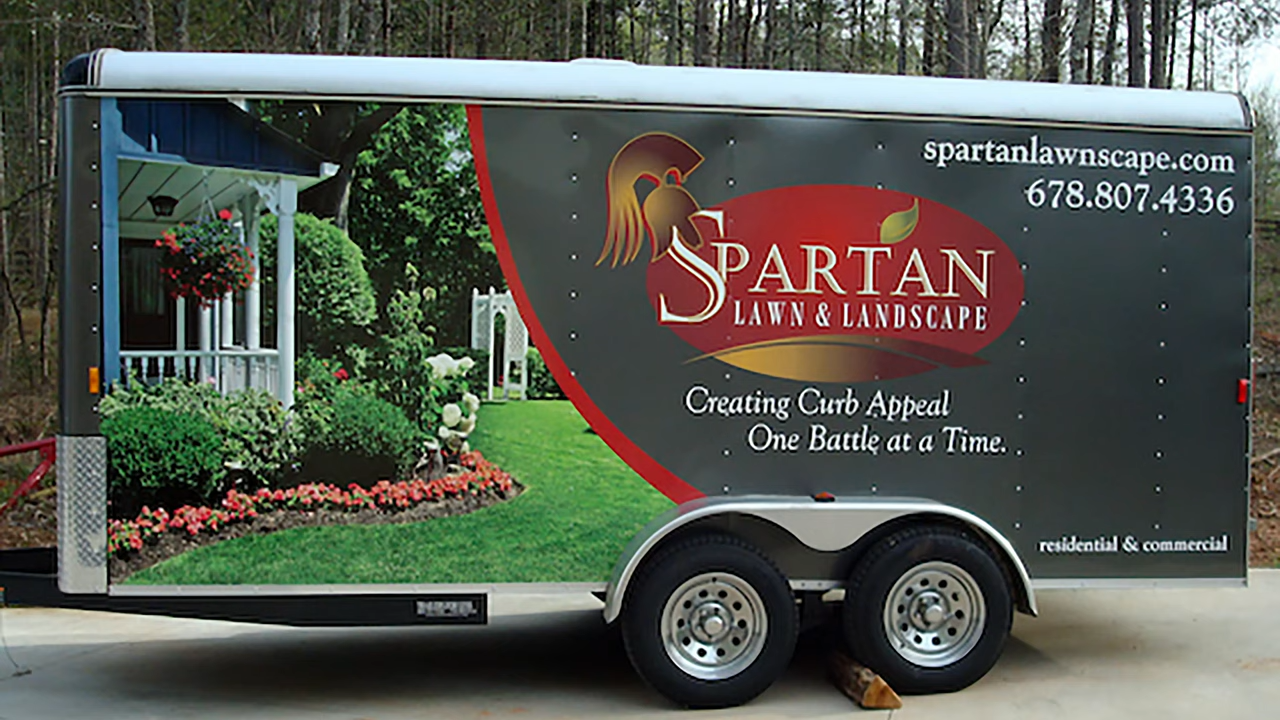 spartanlawnscape.com
678.807.4336
SPARTAN
LAWN & LANDSCAPE
Creating Curb Appeal
One Battle at a Time.
residential & commercial